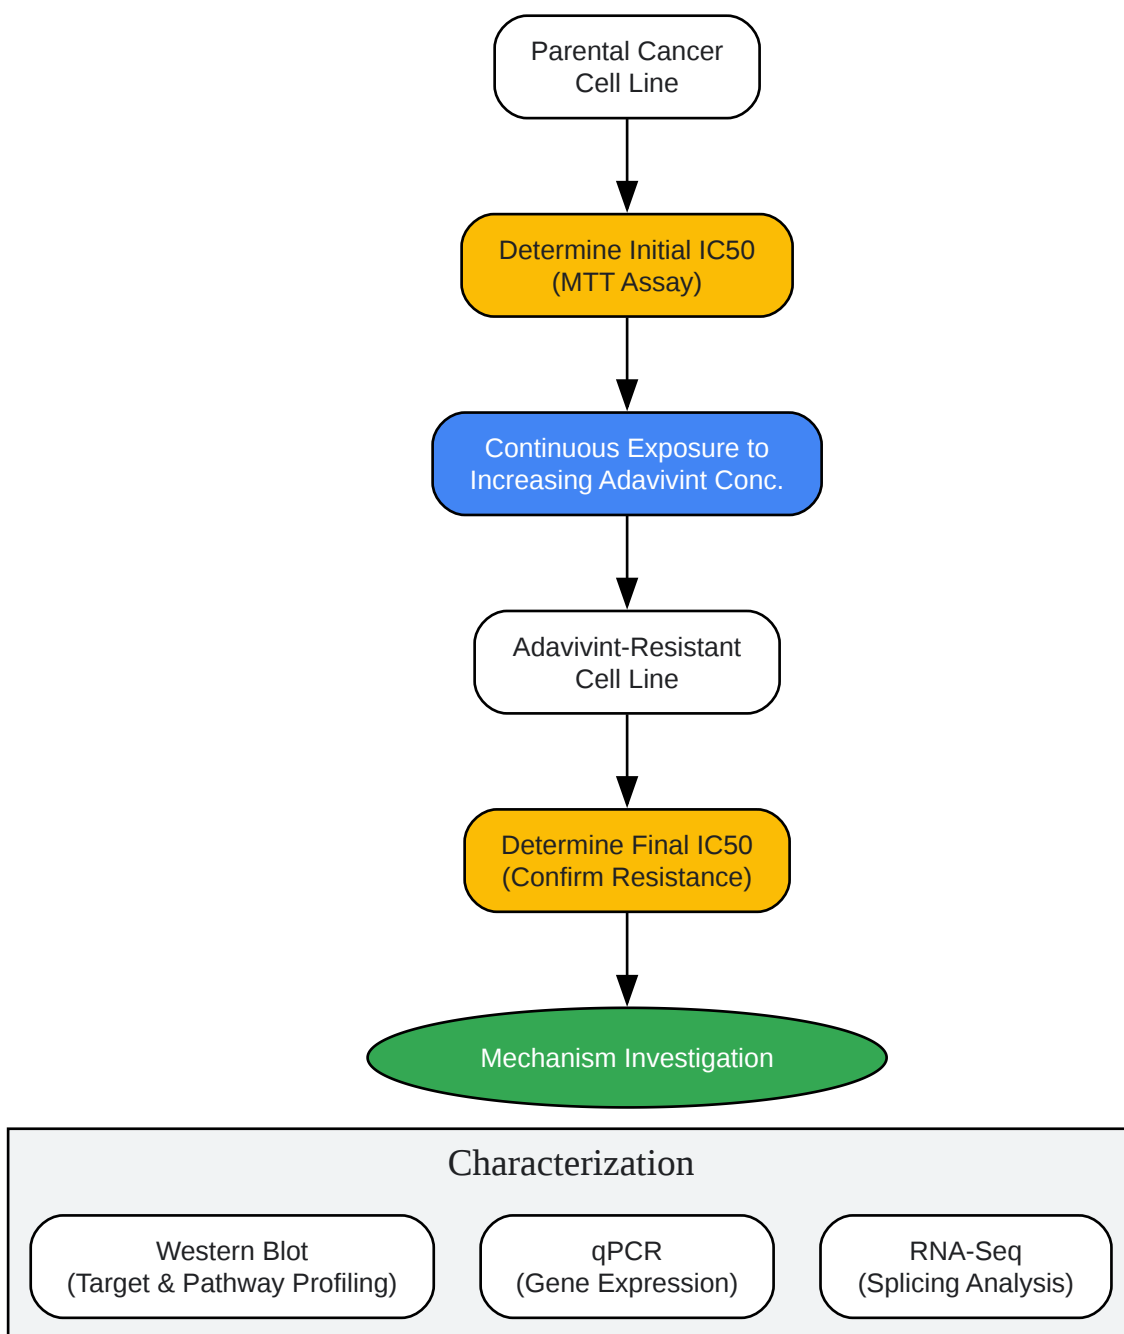 Parental Cancer
Cell Line
Determine Initial IC50
(MTT Assay)
Continuous Exposure to
Increasing Adavivint Conc.
Adavivint-Resistant
Cell Line
Determine Final IC50
(Confirm Resistance)
Mechanism Investigation
Characterization
Western Blot
(Target & Pathway Profiling)
qPCR
(Gene Expression)
RNA-Seq
(Splicing Analysis)